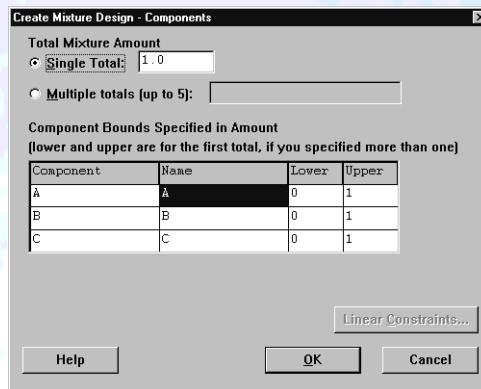 Create Mixture Design - Components
Total Mixture Amount
Single Total: 1.0
Multiple totals (up to 5):
Component Bounds Specified in Amount
(lower and upper are for the first total, if you specified more than one)
Component Name Lower Upper
A A 0 1
B B 0 1
C C 0 1
Linear Constraints...
Help OK Cancel